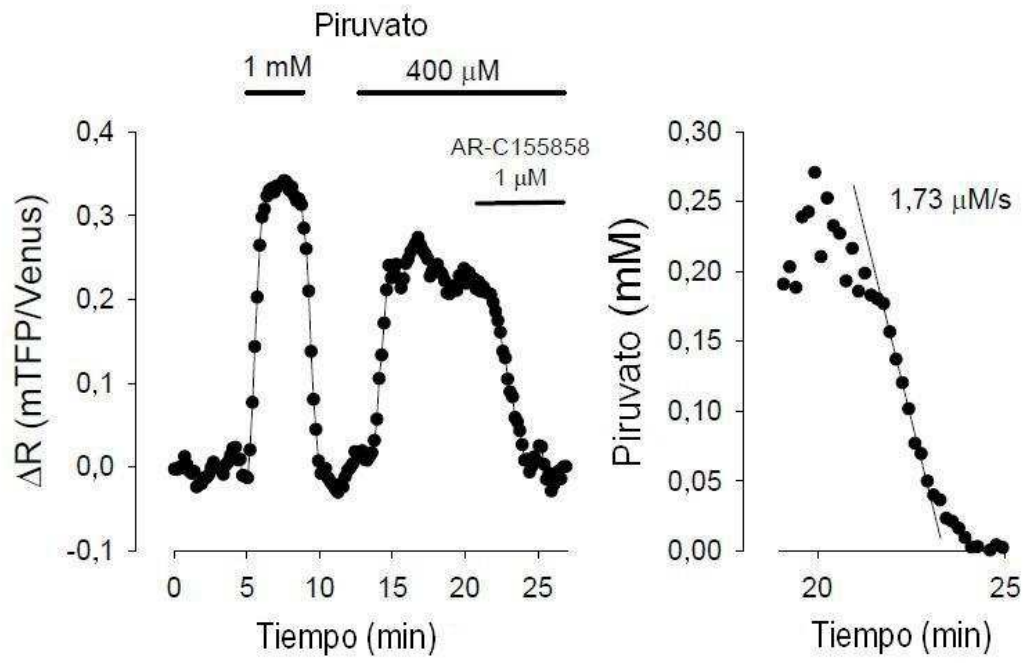 Piruvato
1 mM
400 µM
AR-C155858
1 µM
ΔR (mTFP/Venus)
0,4
0,3
0,2
0,1
0,0
-0,1
0 5 10 15 20 25
Tiempo (min)
1,73 µM/s
Piruvato (mM)
0,30
0,25
0,20
0,15
0,10
0,05
0,00
20 25
Tiempo (min)